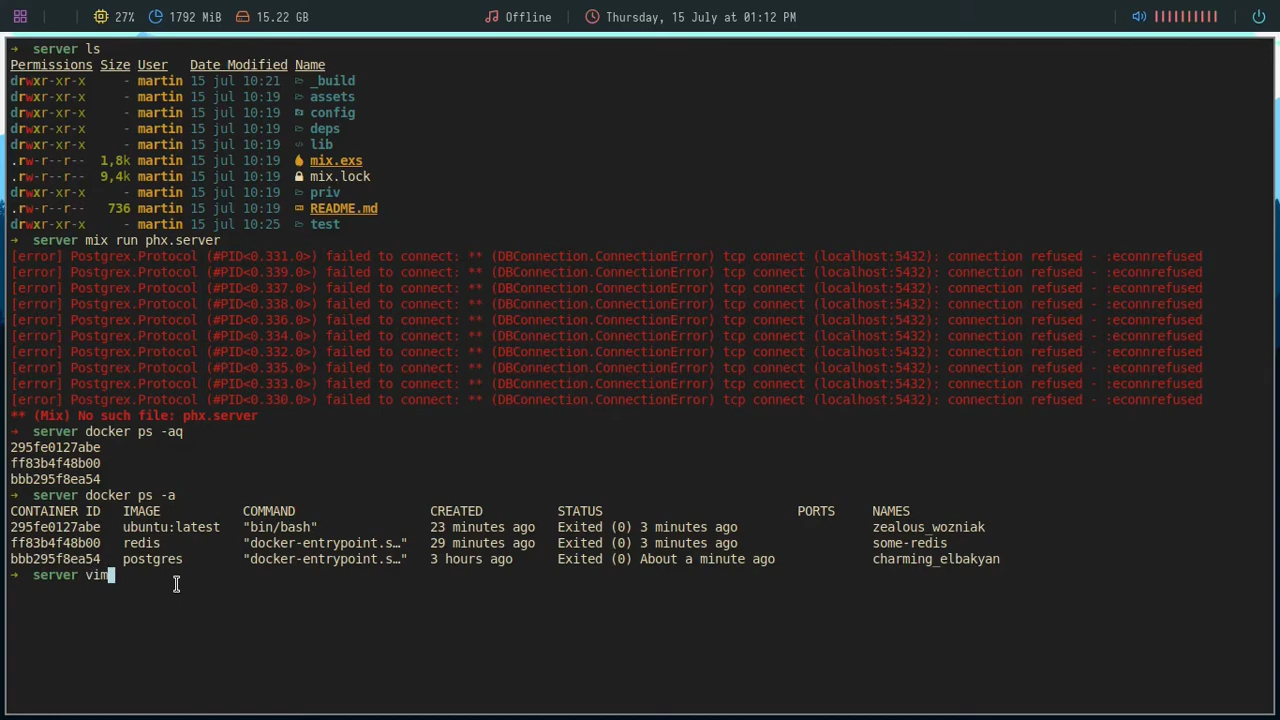 27% 1792 MiB 15.22 GB Offline Thursday, 15 July at 01:12 PM
→ server ls
Permissions Size User Date Modified Name
drwxr-xr-x - martin 15 jul 10:21 _build
drwxr-xr-x - martin 15 jul 10:19 assets
drwxr-xr-x - martin 15 jul 10:19 config
drwxr-xr-x - martin 15 jul 10:19 deps
drwxr-xr-x - martin 15 jul 10:19 lib
.rw-r--r-- 1,8k martin 15 jul 10:19 mix.exs
.rw-r--r-- 9,4k martin 15 jul 10:19 mix.lock
drwxr-xr-x - martin 15 jul 10:19 priv
.rw-r--r-- 736 martin 15 jul 10:19 README.md
drwxr-xr-x - martin 15 jul 10:25 test
→ server mix run phx.server
[error] Postgrex.Protocol (#PID<0.331.0>) failed to connect: ** (DBConnection.ConnectionError) tcp connect (localhost:5432): connection refused - :econnrefused
[error] Postgrex.Protocol (#PID<0.339.0>) failed to connect: ** (DBConnection.ConnectionError) tcp connect (localhost:5432): connection refused - :econnrefused
[error] Postgrex.Protocol (#PID<0.337.0>) failed to connect: ** (DBConnection.ConnectionError) tcp connect (localhost:5432): connection refused - :econnrefused
[error] Postgrex.Protocol (#PID<0.338.0>) failed to connect: ** (DBConnection.ConnectionError) tcp connect (localhost:5432): connection refused - :econnrefused
[error] Postgrex.Protocol (#PID<0.336.0>) failed to connect: ** (DBConnection.ConnectionError) tcp connect (localhost:5432): connection refused - :econnrefused
[error] Postgrex.Protocol (#PID<0.334.0>) failed to connect: ** (DBConnection.ConnectionError) tcp connect (localhost:5432): connection refused - :econnrefused
[error] Postgrex.Protocol (#PID<0.332.0>) failed to connect: ** (DBConnection.ConnectionError) tcp connect (localhost:5432): connection refused - :econnrefused
[error] Postgrex.Protocol (#PID<0.335.0>) failed to connect: ** (DBConnection.ConnectionError) tcp connect (localhost:5432): connection refused - :econnrefused
[error] Postgrex.Protocol (#PID<0.333.0>) failed to connect: ** (DBConnection.ConnectionError) tcp connect (localhost:5432): connection refused - :econnrefused
[error] Postgrex.Protocol (#PID<0.330.0>) failed to connect: ** (DBConnection.ConnectionError) tcp connect (localhost:5432): connection refused - :econnrefused
** (Mix) No such file: phx.server
→ server docker ps -aq
295fe0127abe
ff83b4f48b00
bbb295f8ea54
→ server docker ps -a
CONTAINER ID IMAGE COMMAND CREATED STATUS PORTS NAMES
295fe0127abe ubuntu:latest "bin/bash" 23 minutes ago Exited (0) 3 minutes ago zealous_wozniak
ff83b4f48b00 redis "docker-entrypoint.s…" 29 minutes ago Exited (0) 3 minutes ago some-redis
bbb295f8ea54 postgres "docker-entrypoint.s…" 3 hours ago Exited (0) About a minute ago charming_elbakyan
→ server vim